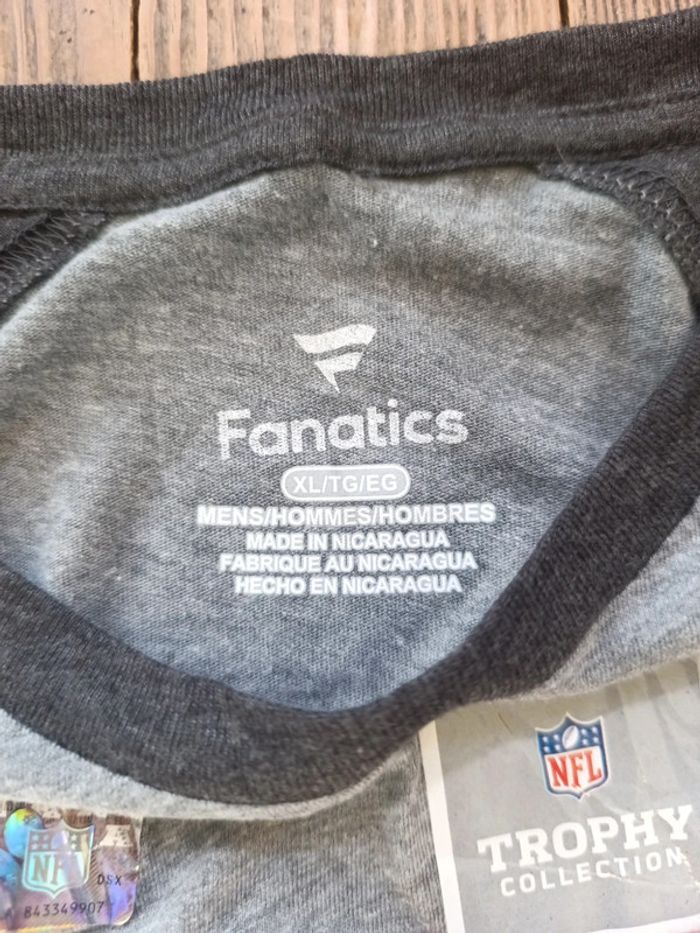 Fanatics
XL/TG/EG
MENS/HOMMES/HOMBRES
MADE IN NICARAGUA
FABRIQUE AU NICARAGUA
HECHO EN NICARAGUA
NFL
TROPHY
COLLECTION
NFL
DSX
A 843349907